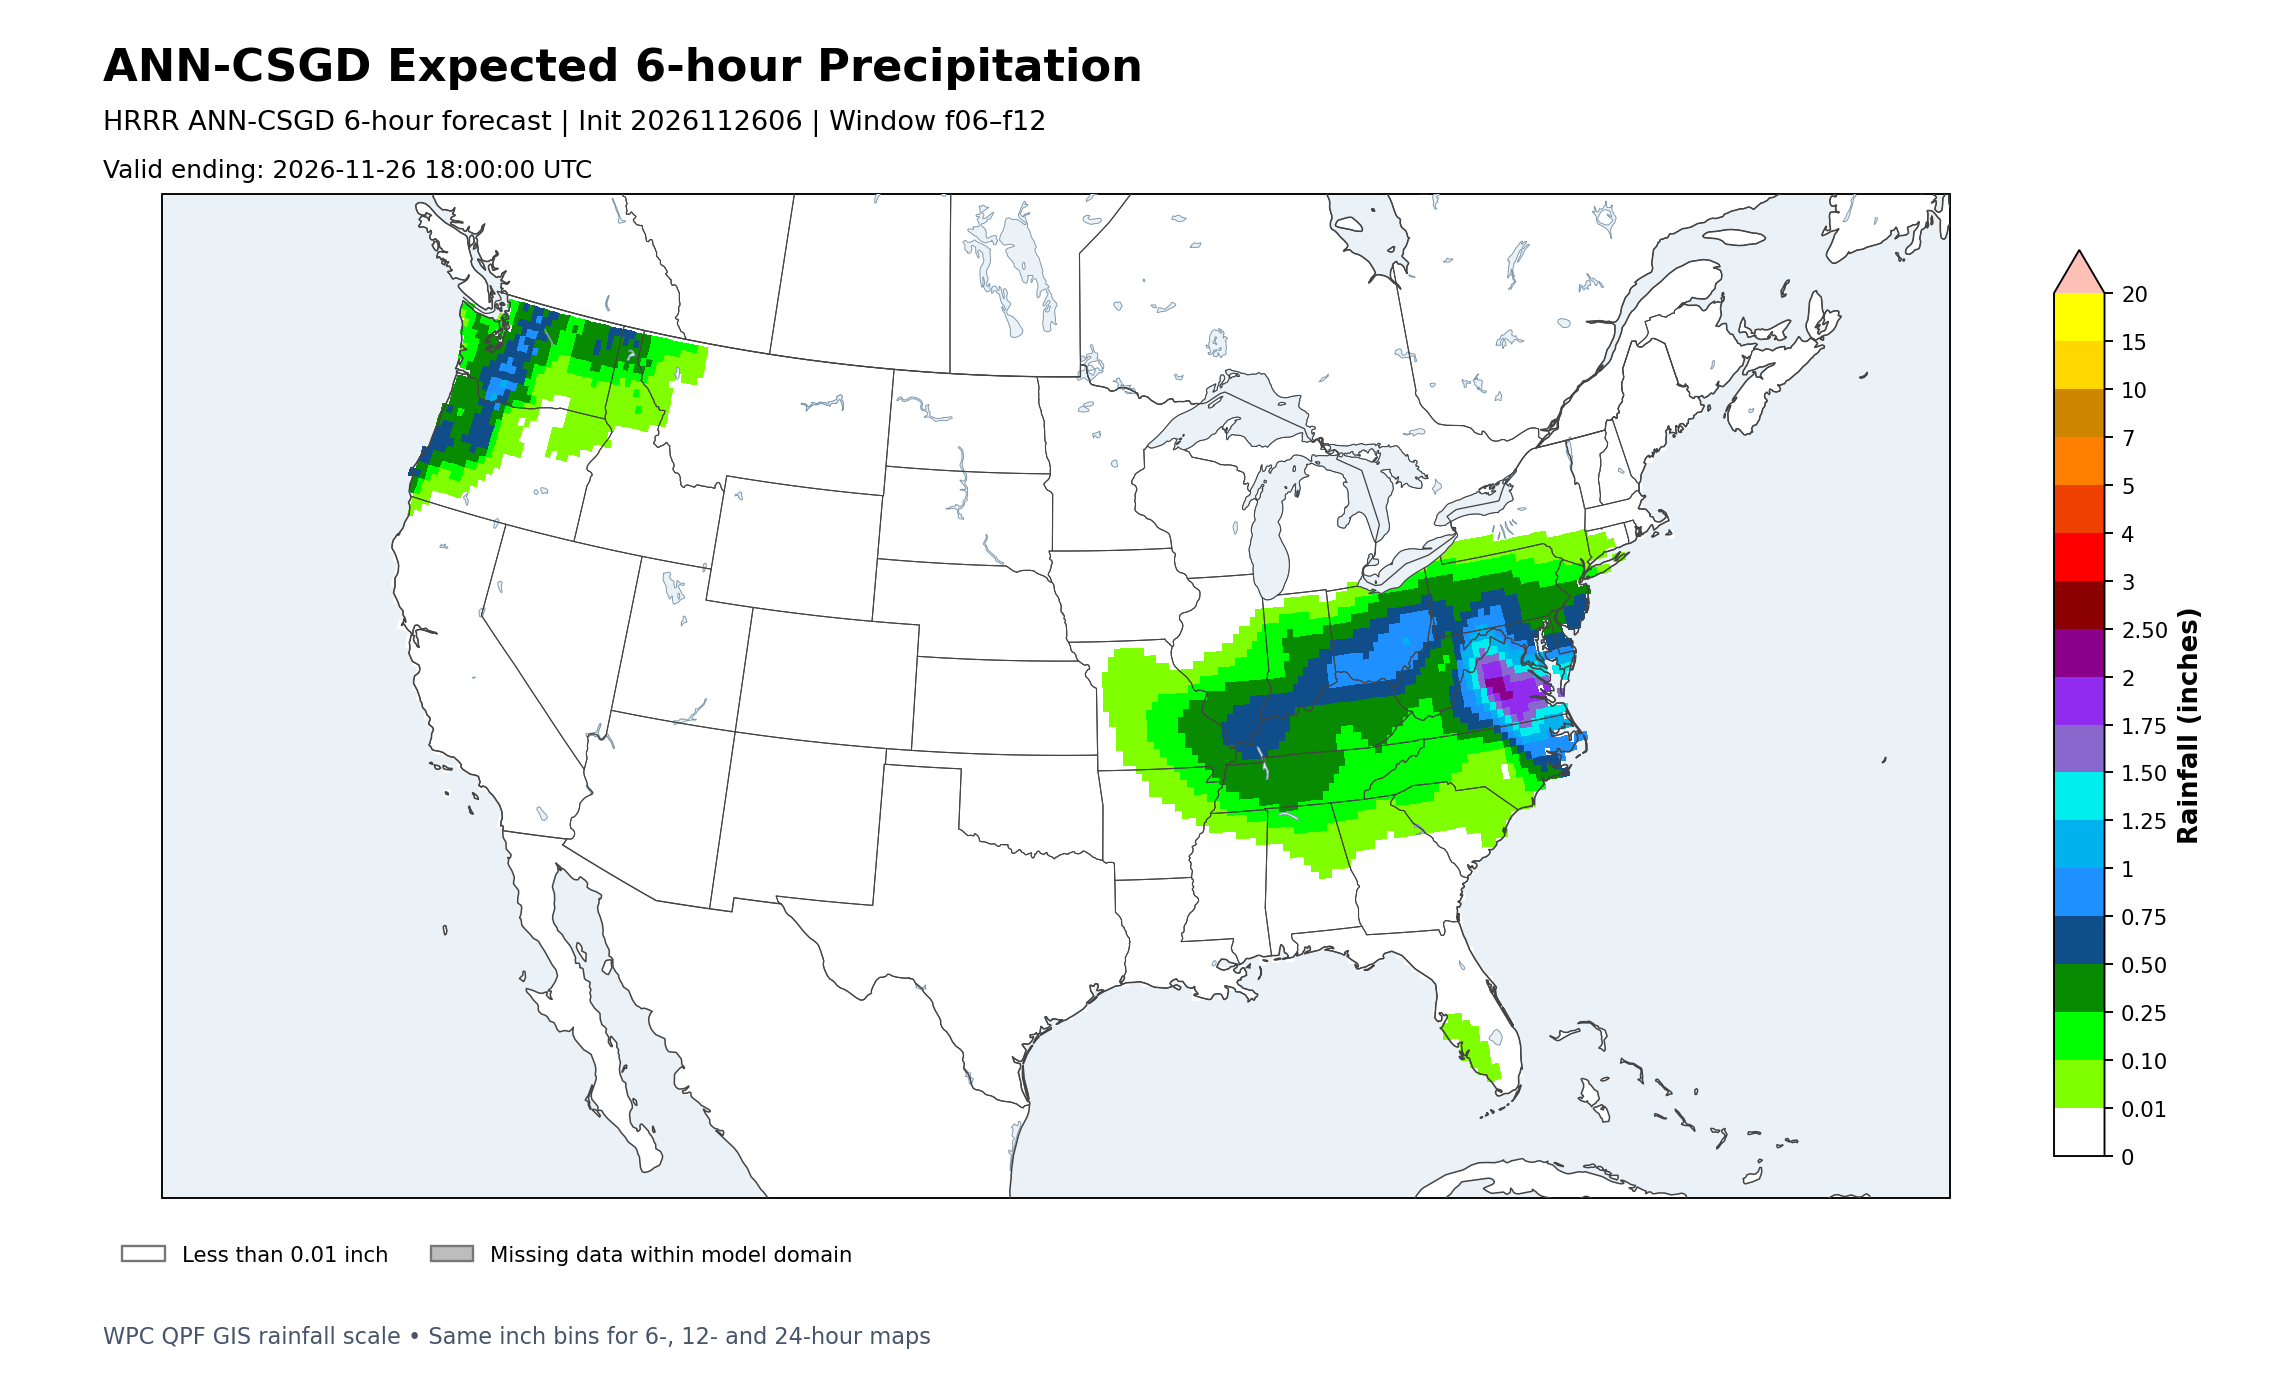 ANN-CSGD Expected 6-hour Precipitation
HRRR ANN-CSGD 6-hour forecast | Init 2026112606 | Window f06–f12
Valid ending: 2026-11-26 18:00:00 UTC
20
15
10
7
5
4
3
2.50
2
1.75
1.50
1.25
1
0.75
0.50
0.25
0.10
0.01
0
Rainfall (inches)
Less than 0.01 inch
Missing data within model domain
WPC QPF GIS rainfall scale • Same inch bins for 6-, 12- and 24-hour maps